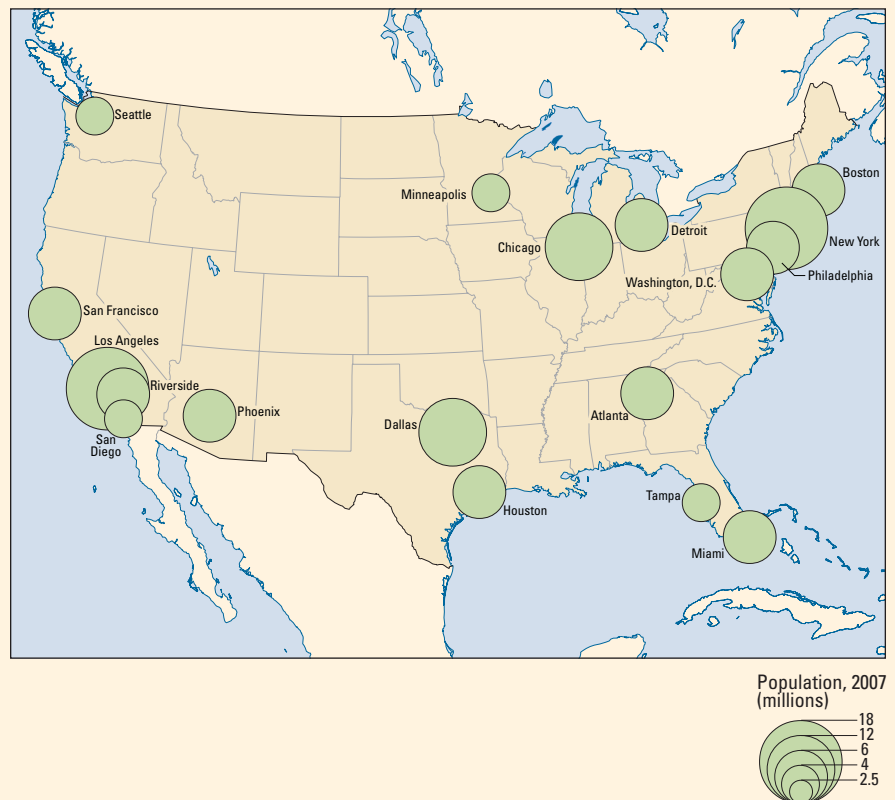 Seattle
Minneapolis
Boston
Chicago
Detroit
New York
Washington, D.C.
Philadelphia
San Francisco
Los Angeles
Riverside
Phoenix
Dallas
Atlanta
San
Diego
Houston
Tampa
Miami
Population, 2007
(millions)
18
12
6
4
2.5